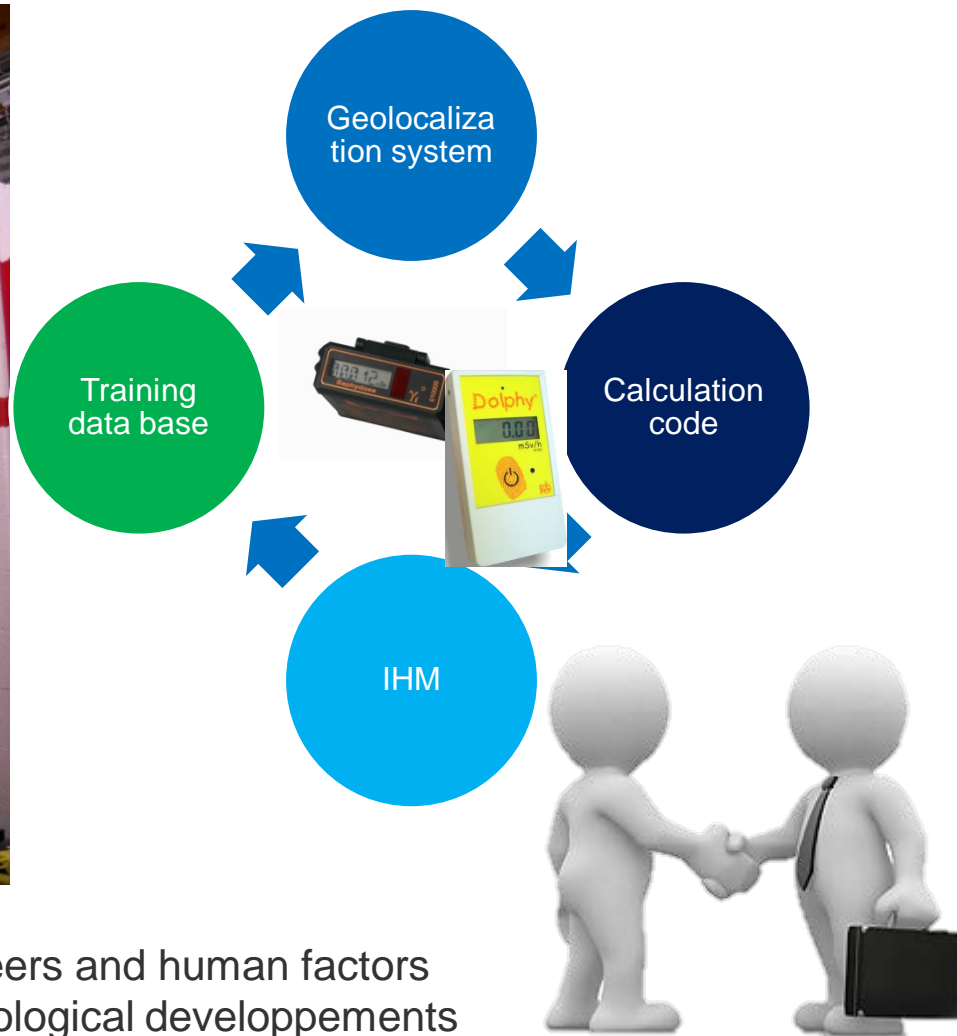 Geolocaliza
tion system
Training
data base
Calculation
code
Saphydose
γ
Dolphy
0.00
mSv/h
IHM
eers and human factors
ological developpements